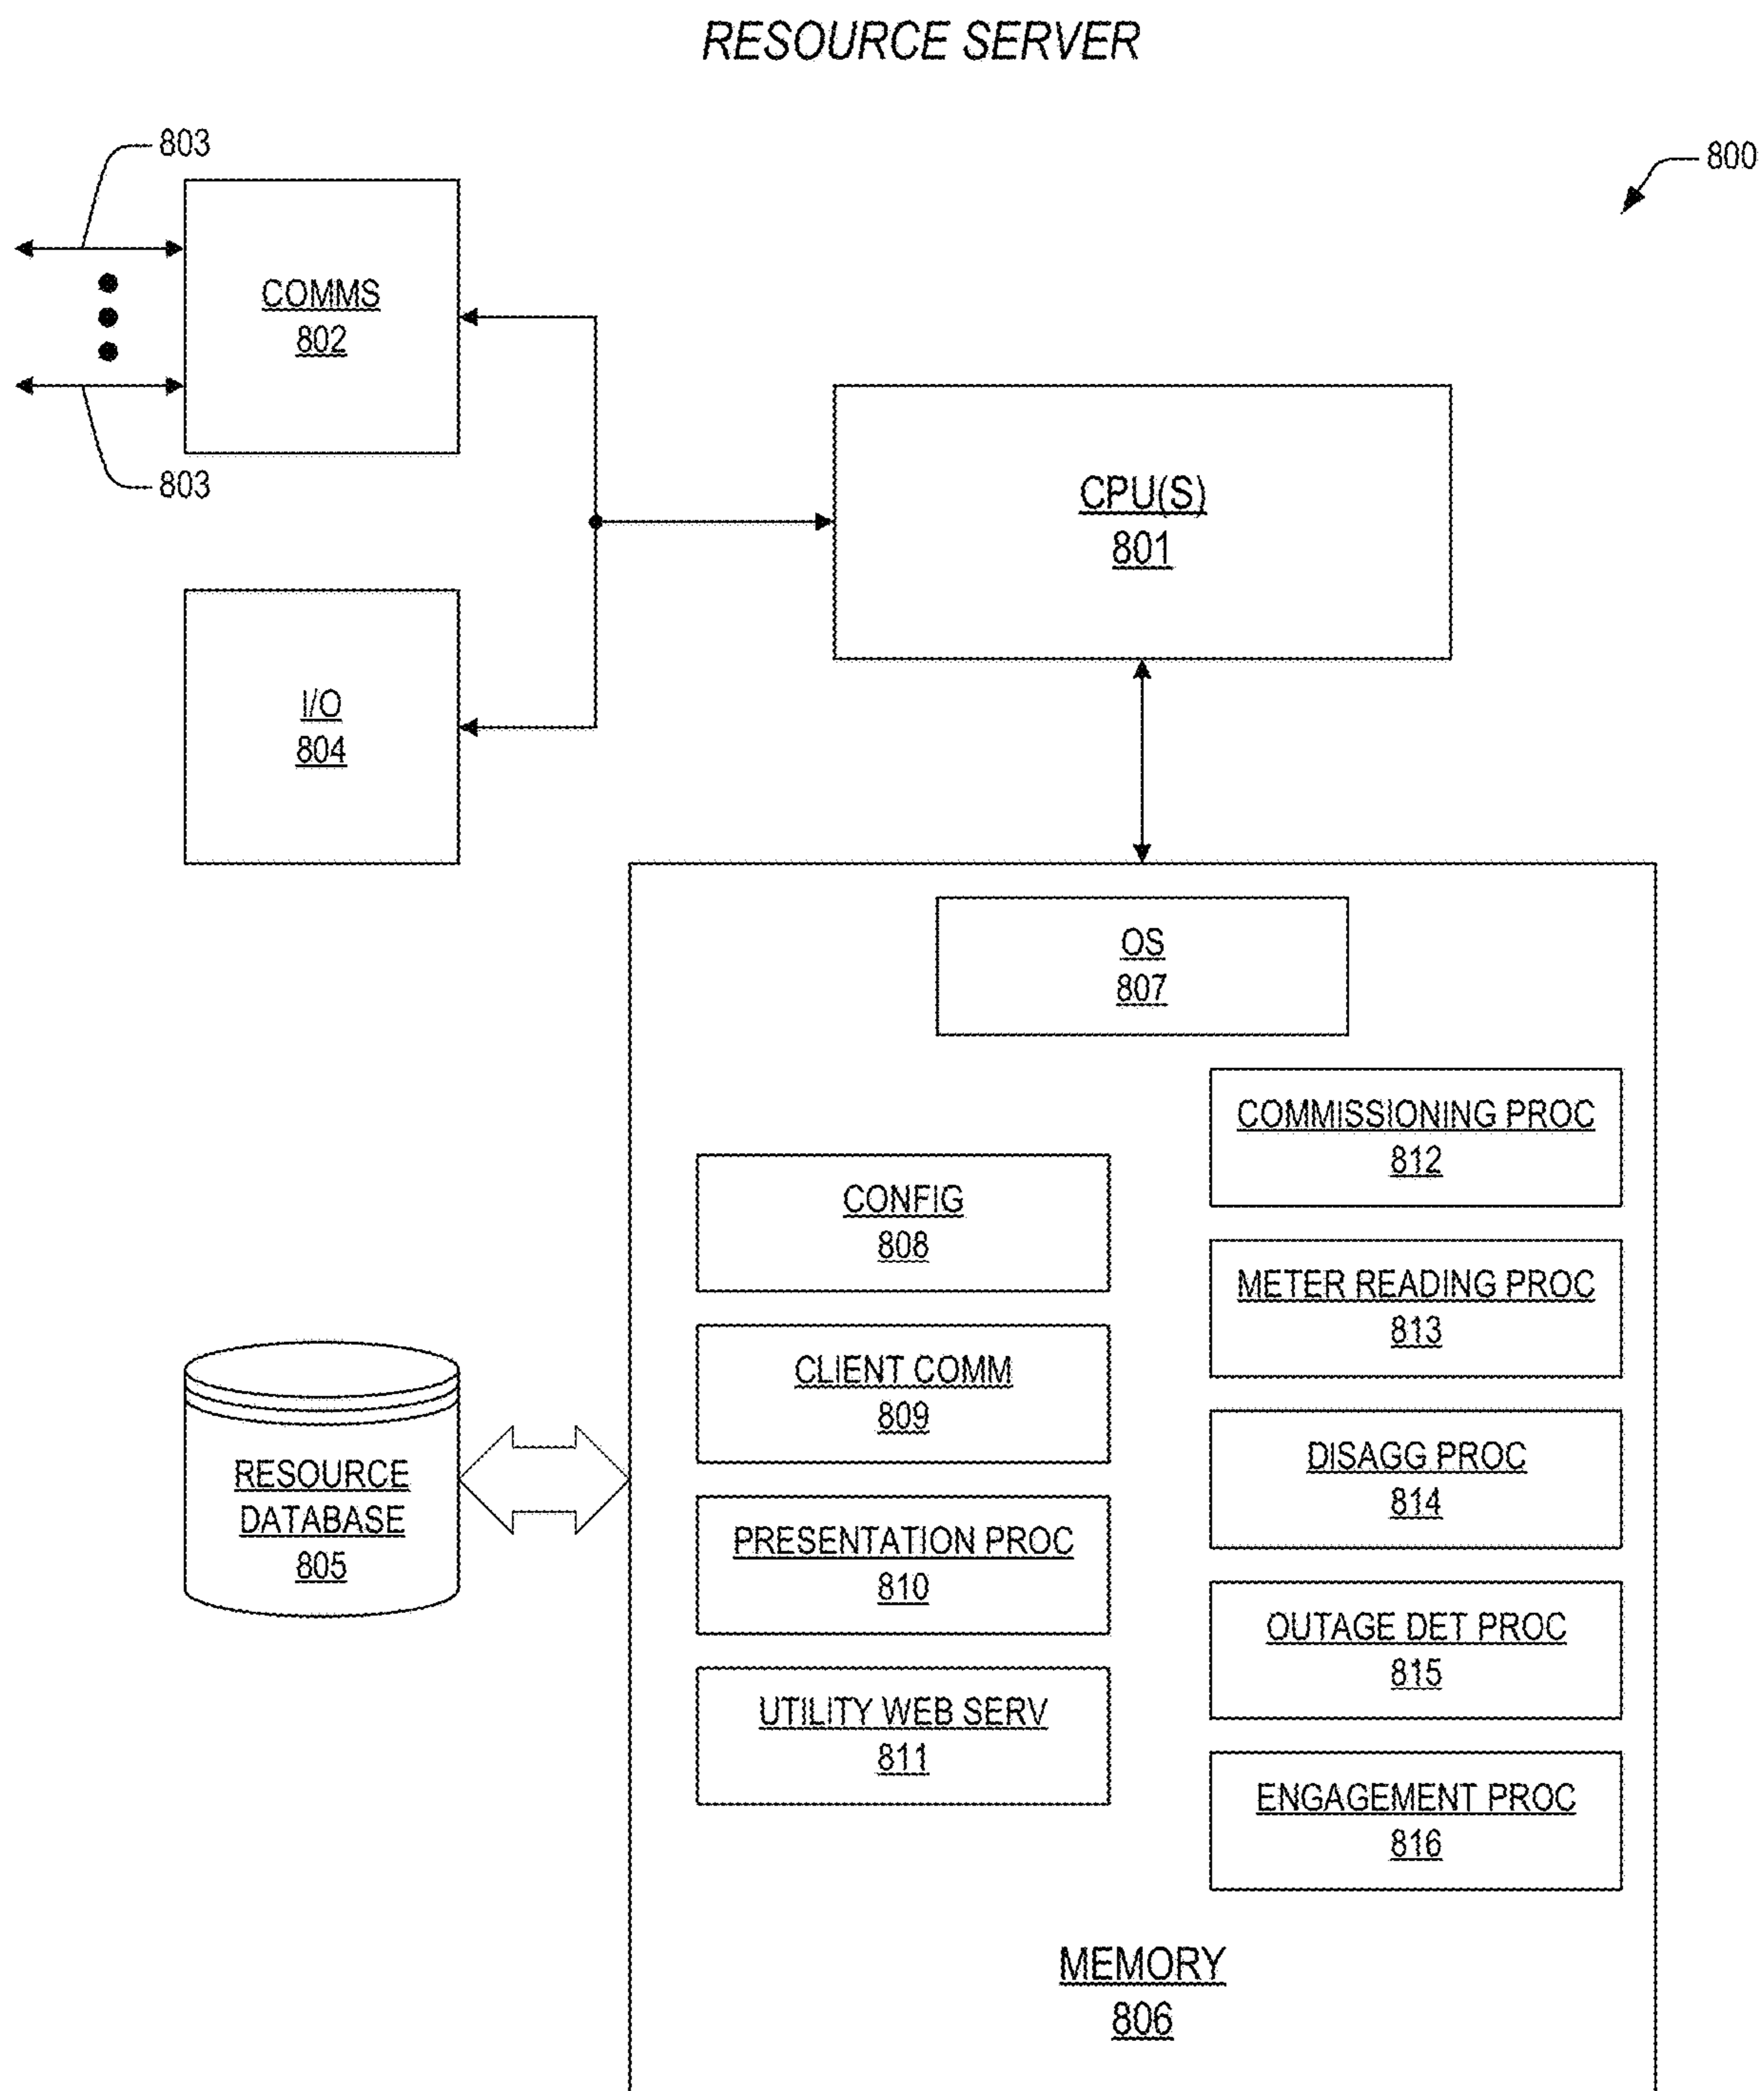 RESOURCE SERVER
803
800
COMMS
802
803
CPU(S)
801
I/O
804
OS
807
COMMISSIONING PROC
812
CONFIG
808
METER READING PROC
813
CLIENT COMM
809
DISAGG PROC
814
RESOURCE
DATABASE
805
PRESENTATION PROC
810
OUTAGE DET PROC
815
UTILITY WEB SERV
811
ENGAGEMENT PROC
816
MEMORY
806